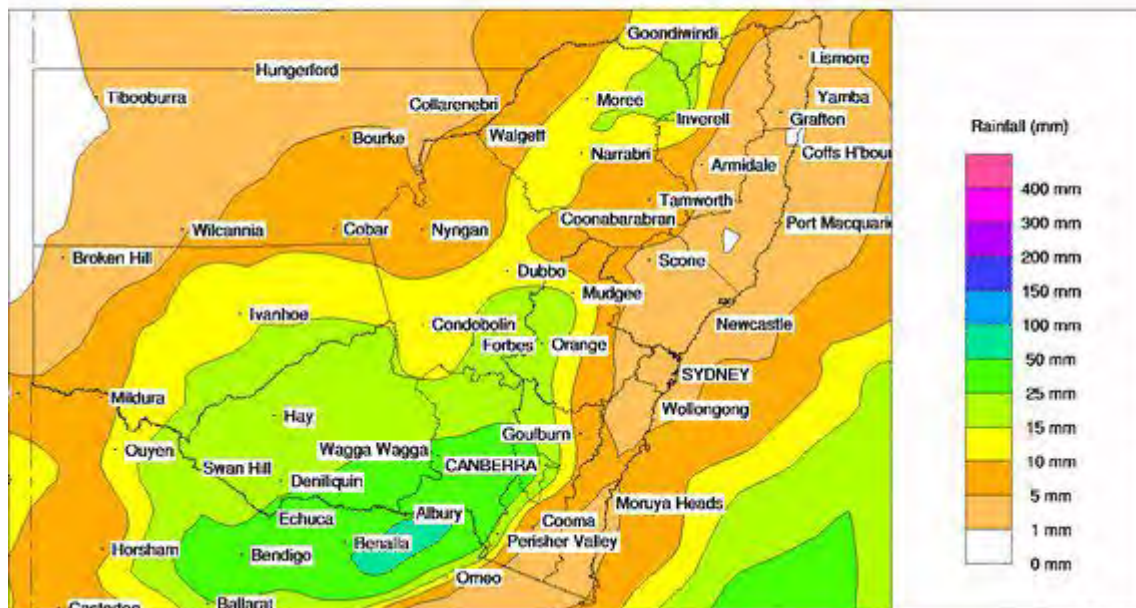 Goondiwindi
Lismore
Hungerford
Tibooburra
Collarenebri
Moree
Yamba
Inverell
Grafton
Bourke
Walgett
Narrabri
Coffs H'bour
Armidale
Tamworth
Coonabarabran
Port Macquarie
Wilcannia
Cobar
Nyngan
Broken Hill
Scone
Dubbo
Mudgee
Ivanhoe
Condobolin
Newcastle
Forbes
Orange
SYDNEY
Mildura
Wollongong
Hay
Goulburn
Ouyen
Wagga Wagga
Swan Hill
CANBERRA
Deniliquin
Moruya Heads
Echuca
Albury
Cooma
Horsham
Bendigo
Benalla
Perisher Valley
Omeo
Ballarat
Rainfall (mm)
400 mm
300 mm
200 mm
150 mm
100 mm
50 mm
25 mm
15 mm
10 mm
5 mm
1 mm
0 mm